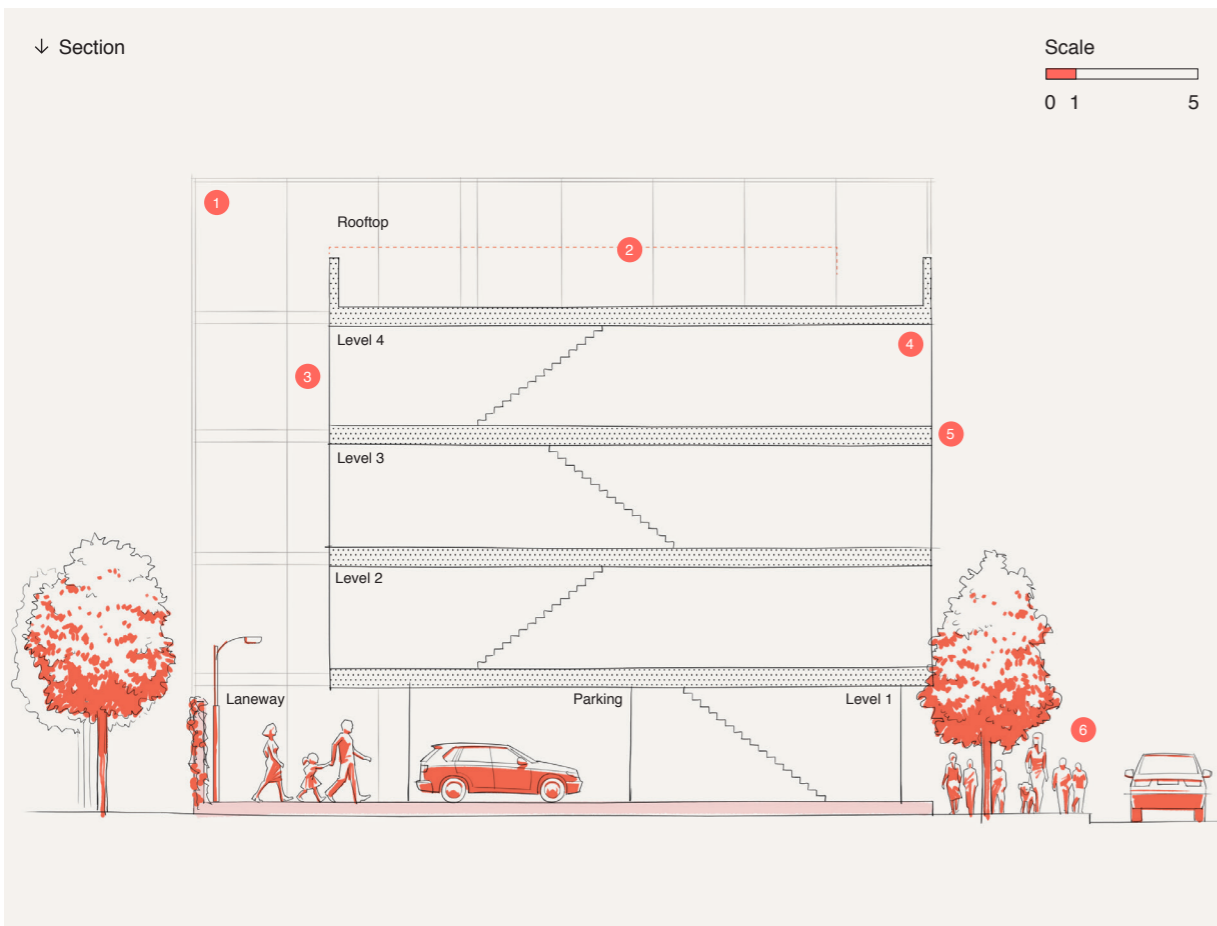 ↓ Section
Scale
0 1 5
1
Rooftop
2
Level 4
4
3
5
Level 3
Level 2
Laneway
Parking
Level 1
6